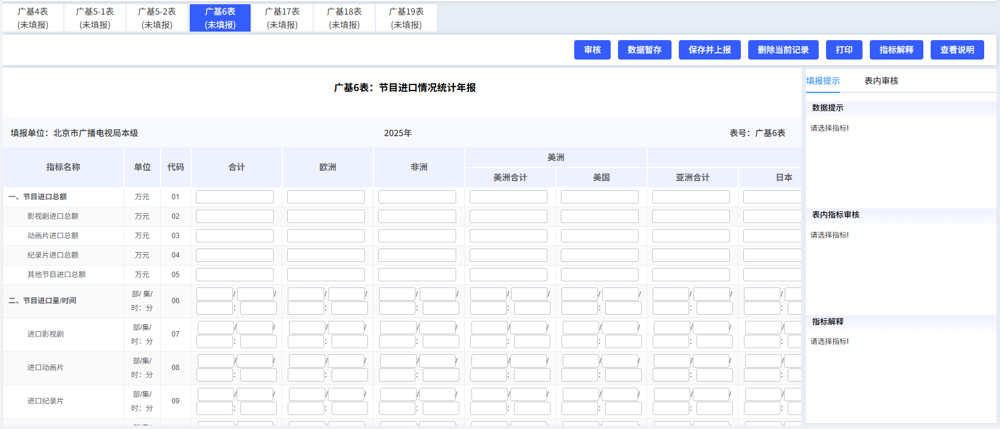 广基4表 广基5-1表 广基5-2表 广基6表 广基17表 广基18表 广基19表
(未填报) (未填报) (未填报) (未填报) (未填报) (未填报) (未填报)
审核 数据暂存 保存并上报 删除当前记录 打印 指标解释 查看说明
广基6表：节目进口情况统计年报
填报单位：北京市广播电视局本级 2025年 表号：广基6表
指标名称 单位 代码 合计 欧洲 非洲 美洲
美洲合计 美国 亚洲合计 日本
一、节目进口总额 万元 01
影视剧进口总额 万元 02
动画片进口总额 万元 03
纪录片进口总额 万元 04
其他节目进口总额 万元 05
二、节目进口量/时间 部/ 集/ 时：分 06
进口影视剧 部/集/ 时：分 07
进口动画片 部/集/ 时：分 08
进口纪录片 部/集/ 时：分 09
填报提示 表内审核
数据提示
请选择指标!
表内指标审核
请选择指标!
指标解释
请选择指标!